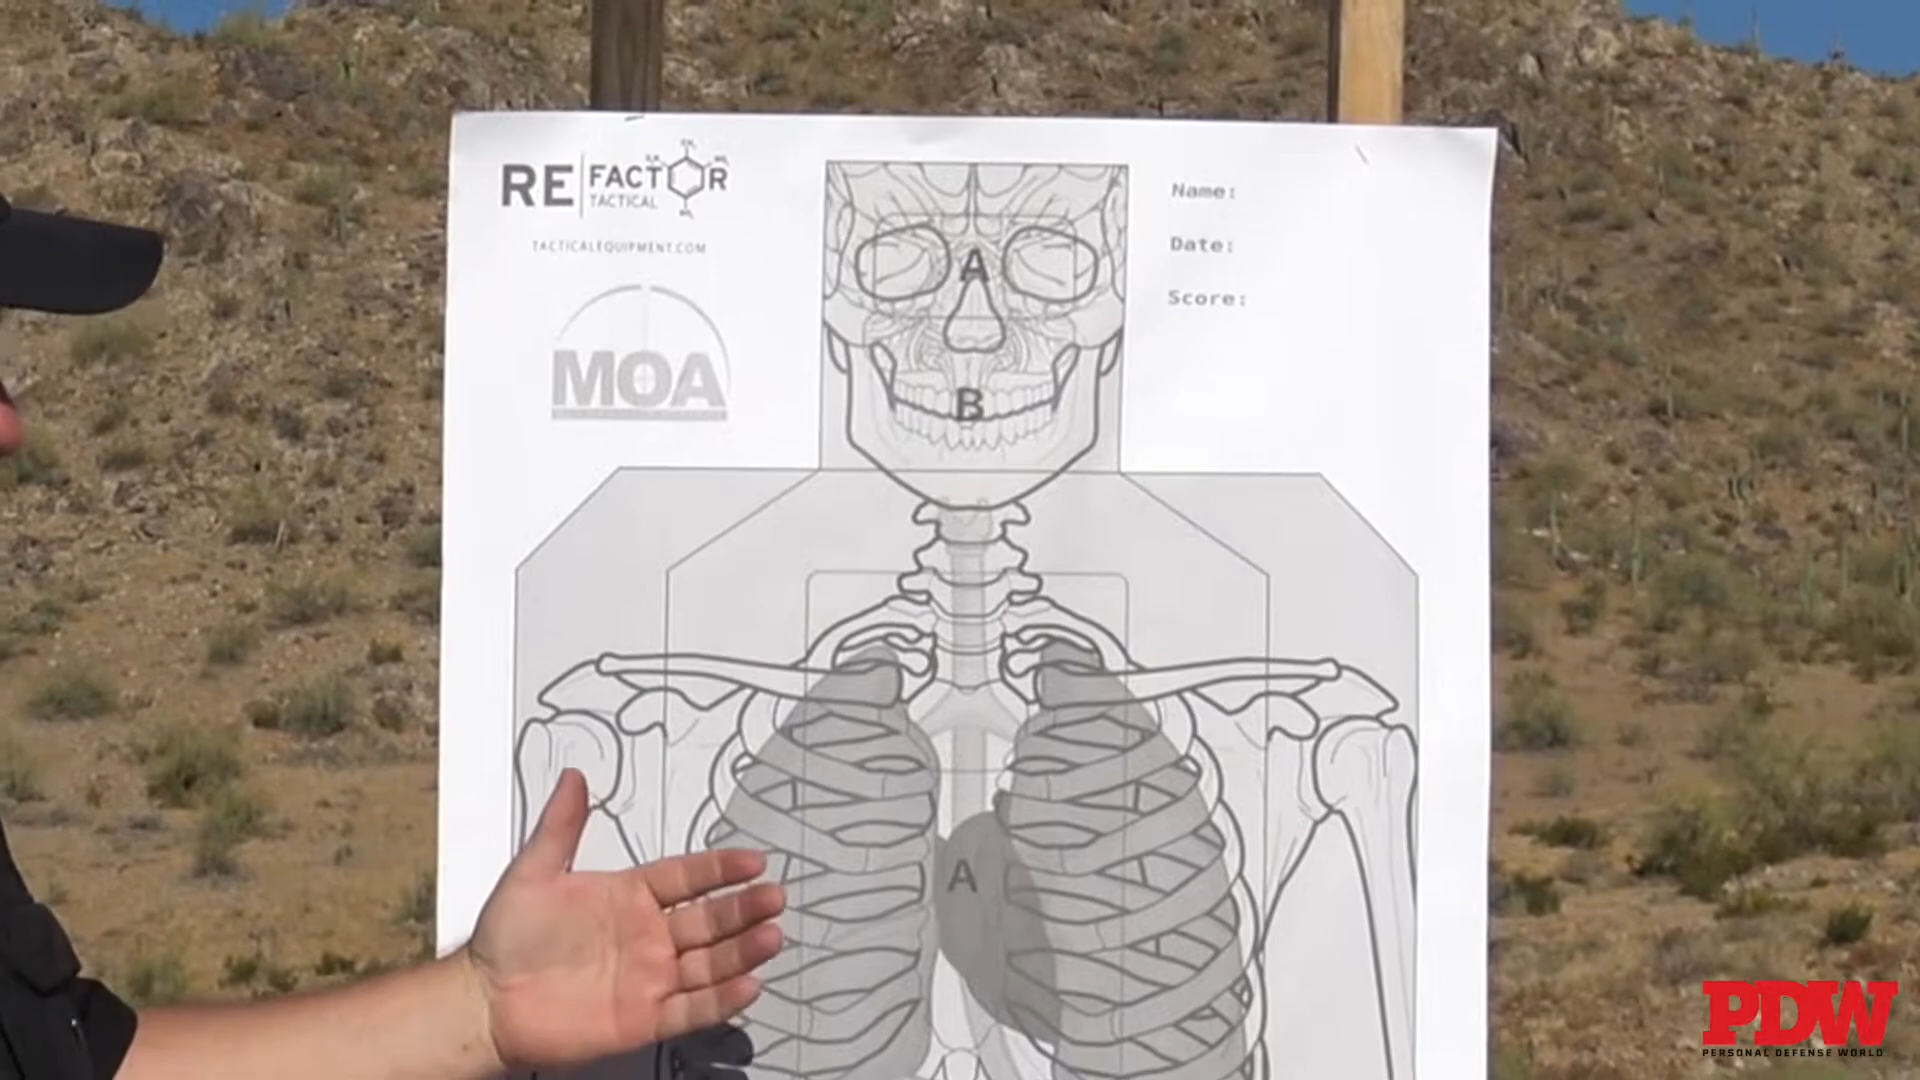 RE FACTOR
TACTICAL
TACTICALEQUIPMENT.COM
MOA
Name:
Date:
Score:
A
B
A
PDW
PERSONAL DEFENSE WORLD